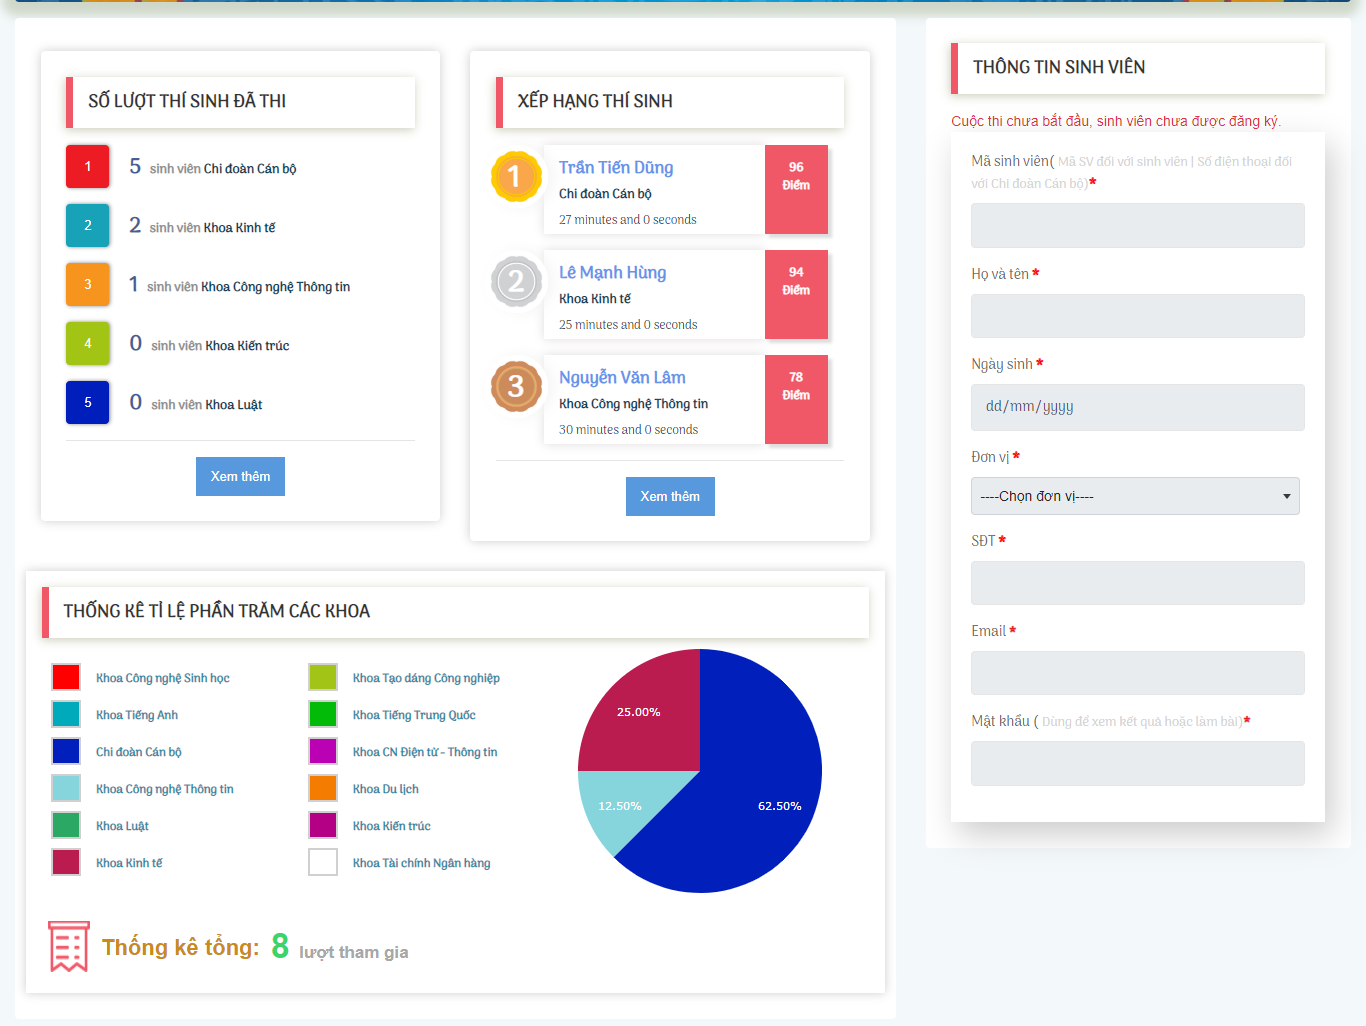 SỐ LƯỢT THÍ SINH ĐÃ THI
1
5 sinh viên Chi đoàn Cán bộ
2
2 sinh viên Khoa Kinh tế
3
1 sinh viên Khoa Công nghệ Thông tin
4
0 sinh viên Khoa Kiến trúc
5
0 sinh viên Khoa Luật
Xem thêm
XẾP HẠNG THÍ SINH
1
Trần Tiến Dũng
Chi đoàn Cán bộ
27 minutes and 0 seconds
96
Điểm
2
Lê Mạnh Hùng
Khoa Kinh tế
25 minutes and 0 seconds
94
Điểm
3
Nguyễn Văn Lâm
Khoa Công nghệ Thông tin
30 minutes and 0 seconds
78
Điểm
Xem thêm
THỐNG KÊ TỈ LỆ PHẦN TRĂM CÁC KHOA
Khoa Công nghệ Sinh học
Khoa Tiếng Anh
Chi đoàn Cán bộ
Khoa Công nghệ Thông tin
Khoa Luật
Khoa Kinh tế
Khoa Tạo dáng Công nghiệp
Khoa Tiếng Trung Quốc
Khoa CN Điện tử - Thông tin
Khoa Du lịch
Khoa Kiến trúc
Khoa Tài chính Ngân hàng
25.00%
12.50%
62.50%
Thống kê tổng: 8 lượt tham gia
THÔNG TIN SINH VIÊN
Cuộc thi chưa bắt đầu, sinh viên chưa được đăng ký.
Mã sinh viên( Mã SV đối với sinh viên | Số điện thoại đối
với Chi đoàn Cán bộ)*
Họ và tên *
Ngày sinh *
dd/mm/yyyy
Đơn vị *
----Chọn đơn vị----
SĐT *
Email *
Mật khẩu ( Dùng để xem kết quả hoặc làm bài)*